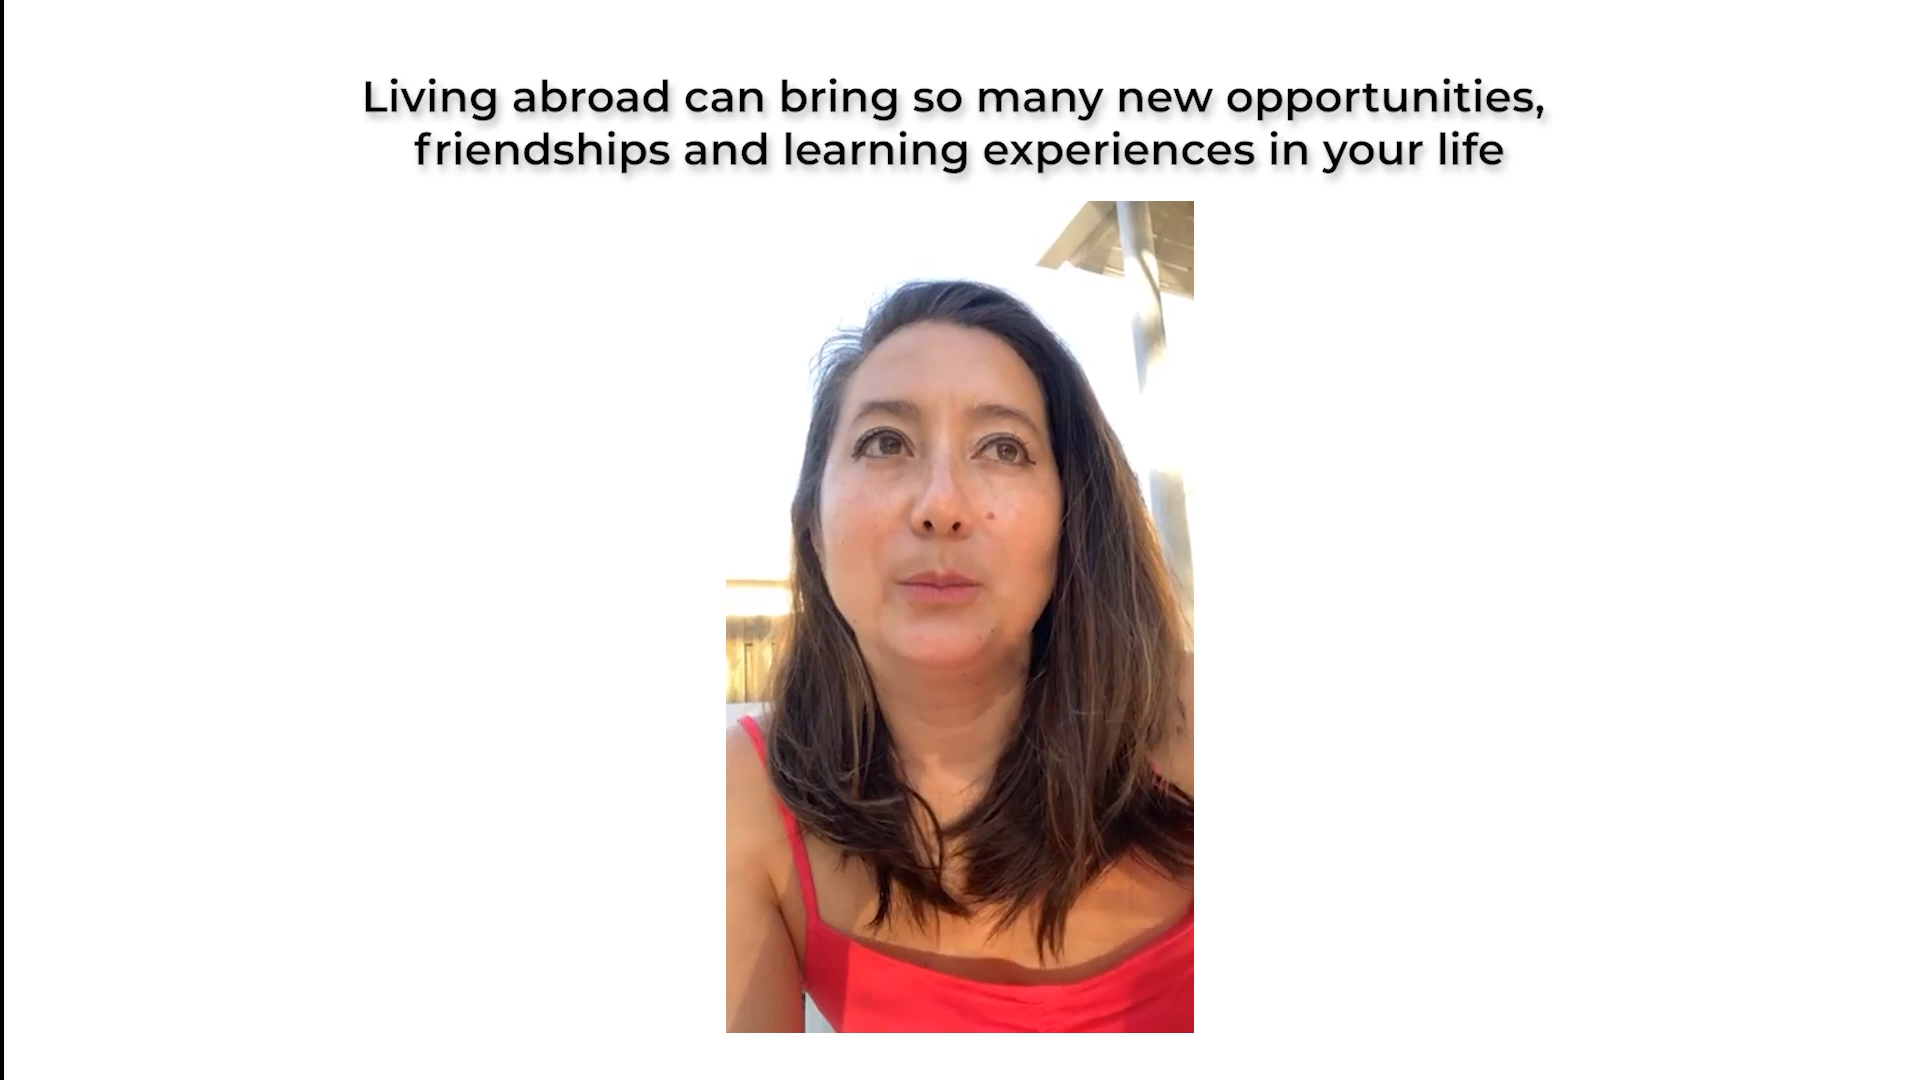 Living abroad can bring so many new opportunities,
friendships and learning experiences in your life